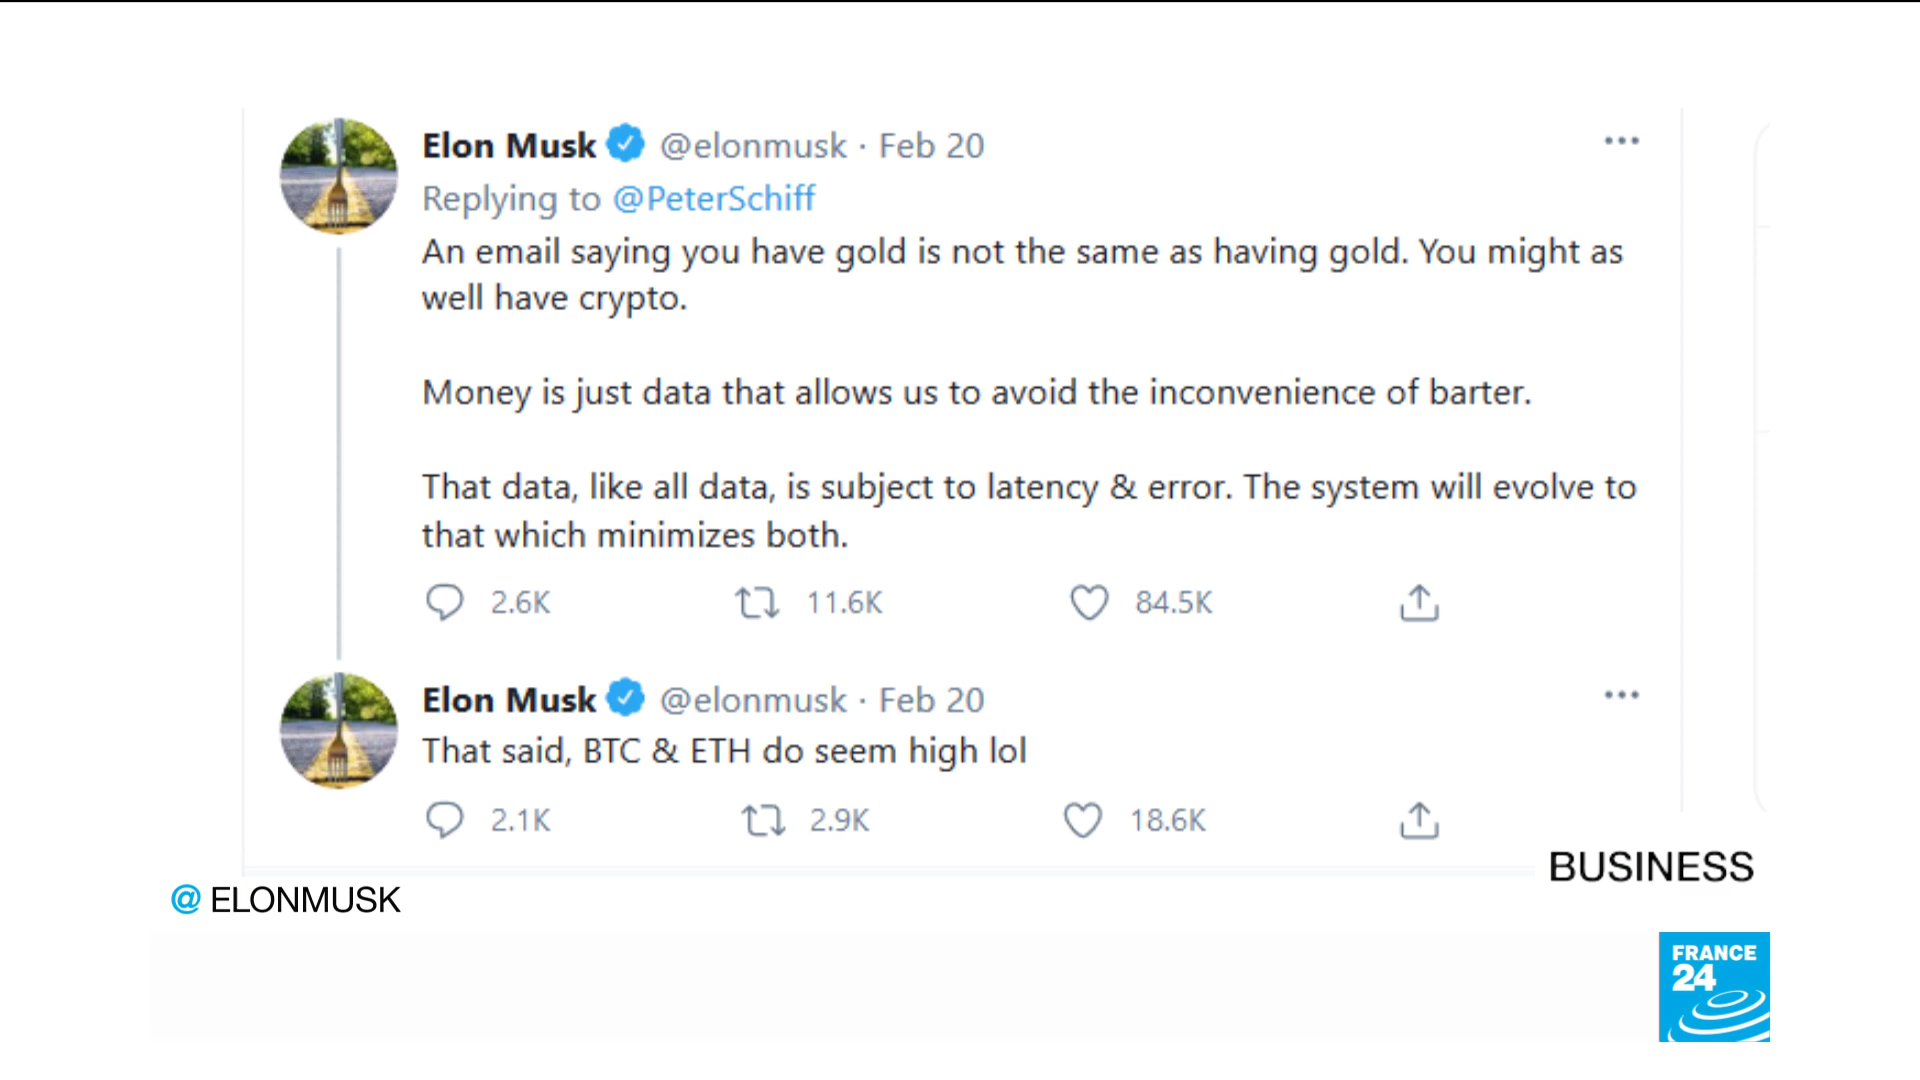 Elon Musk @elonmusk · Feb 20
Replying to @PeterSchiff
An email saying you have gold is not the same as having gold. You might as
well have crypto.
Money is just data that allows us to avoid the inconvenience of barter.
That data, like all data, is subject to latency & error. The system will evolve to
that which minimizes both.
2.6K 11.6K 84.5K
Elon Musk @elonmusk · Feb 20
That said, BTC & ETH do seem high lol
2.1K 2.9K 18.6K
BUSINESS
@ ELONMUSK
FRANCE
24